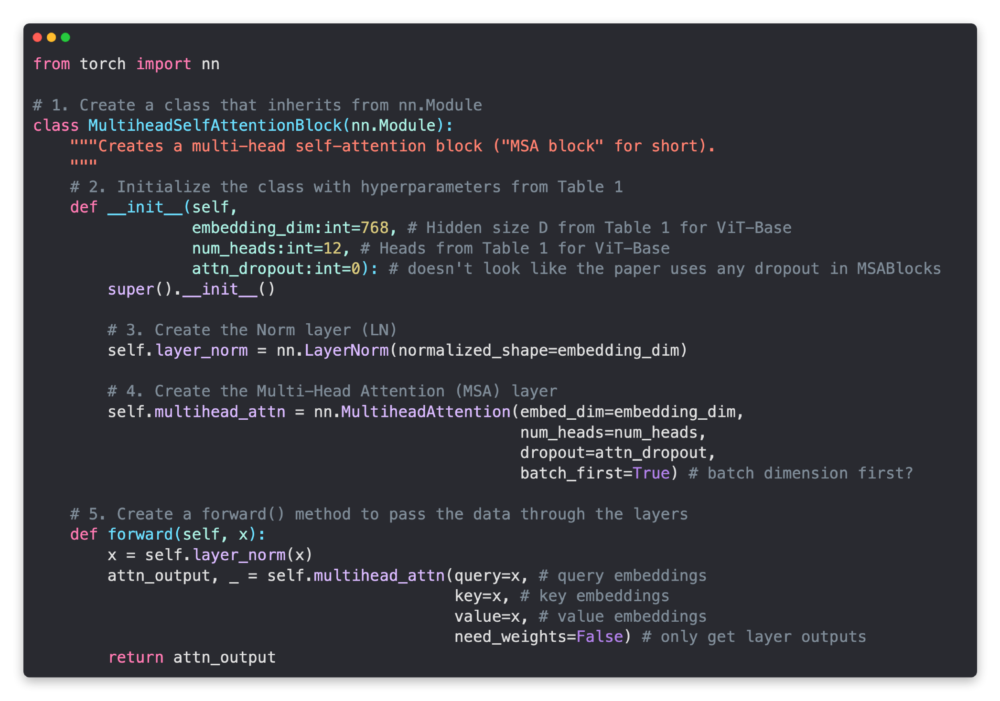 from torch import nn

# 1. Create a class that inherits from nn.Module
class MultiheadSelfAttentionBlock(nn.Module):
    """Creates a multi-head self-attention block ("MSA block" for short).
    """
    # 2. Initialize the class with hyperparameters from Table 1
    def __init__(self,
                 embedding_dim:int=768, # Hidden size D from Table 1 for ViT-Base
                 num_heads:int=12, # Heads from Table 1 for ViT-Base
                 attn_dropout:int=0): # doesn't look like the paper uses any dropout in MSABlocks
        super().__init__()

        # 3. Create the Norm layer (LN)
        self.layer_norm = nn.LayerNorm(normalized_shape=embedding_dim)

        # 4. Create the Multi-Head Attention (MSA) layer
        self.multihead_attn = nn.MultiheadAttention(embed_dim=embedding_dim,
                                                    num_heads=num_heads,
                                                    dropout=attn_dropout,
                                                    batch_first=True) # batch dimension first?

    # 5. Create a forward() method to pass the data through the layers
    def forward(self, x):
        x = self.layer_norm(x)
        attn_output, _ = self.multihead_attn(query=x, # query embeddings
                                             key=x, # key embeddings
                                             value=x, # value embeddings
                                             need_weights=False) # only get layer outputs
        return attn_output